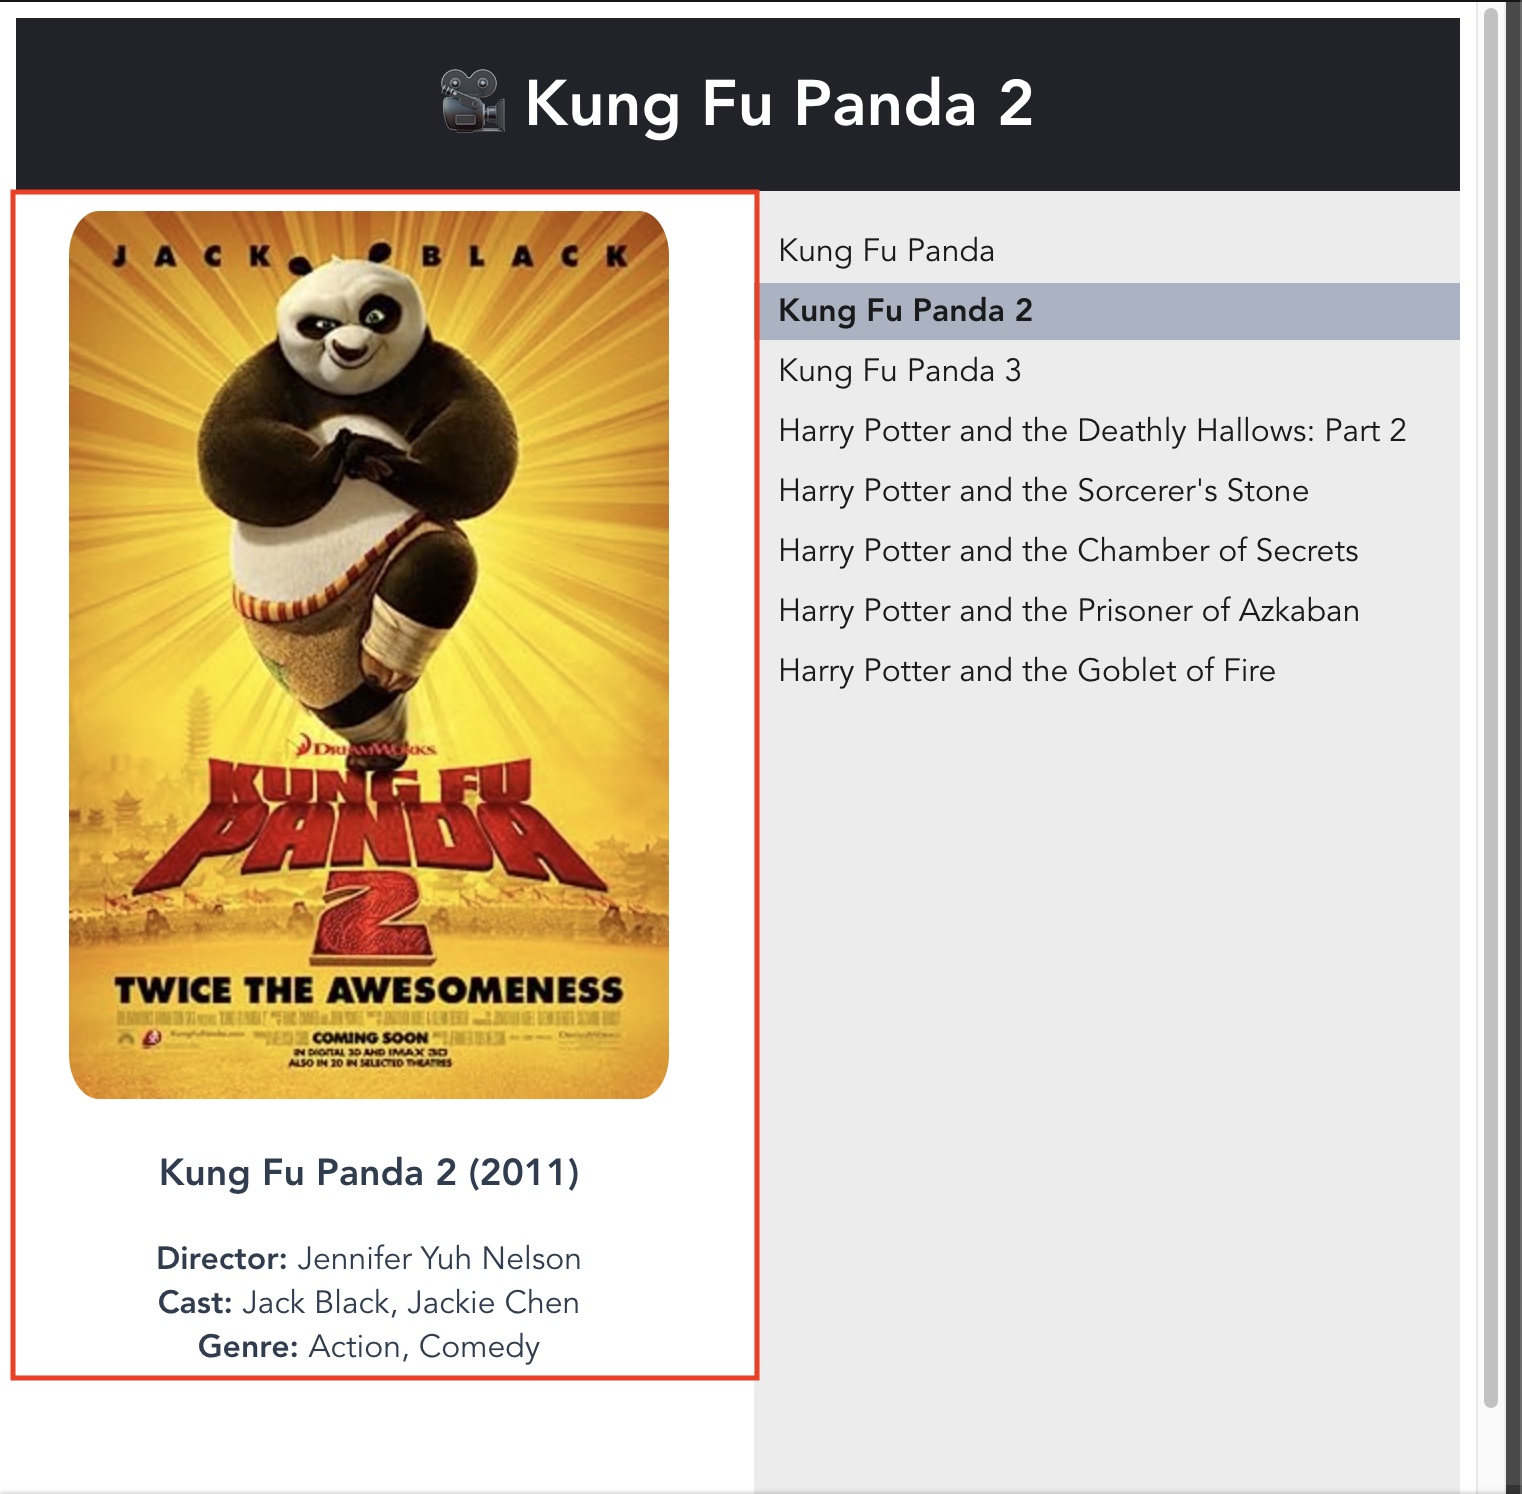 Kung Fu Panda 2
JACK BLACK
DREAMWORKS
KUNG FU
PANDA
2
TWICE THE AWESOMENESS
KungFuPanda.com
COMING SOON
IN DIGITAL 3D AND IMAX 3D
ALSO IN 2D IN SELECTED THEATRES
Kung Fu Panda 2 (2011)
Director: Jennifer Yuh Nelson
Cast: Jack Black, Jackie Chen
Genre: Action, Comedy
Kung Fu Panda
Kung Fu Panda 2
Kung Fu Panda 3
Harry Potter and the Deathly Hallows: Part 2
Harry Potter and the Sorcerer's Stone
Harry Potter and the Chamber of Secrets
Harry Potter and the Prisoner of Azkaban
Harry Potter and the Goblet of Fire